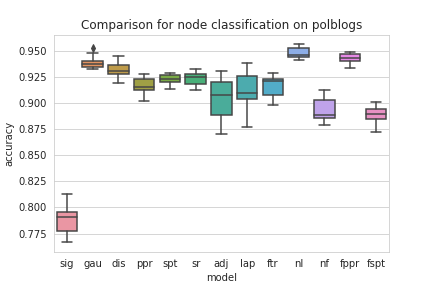 Comparison for node classification on polblogs
0.950
0.925
0.900
0.875
0.850
0.825
0.800
0.775
accuracy
sig gau dis ppr spt sr adj lap ftr nl nf fppr fspt
model